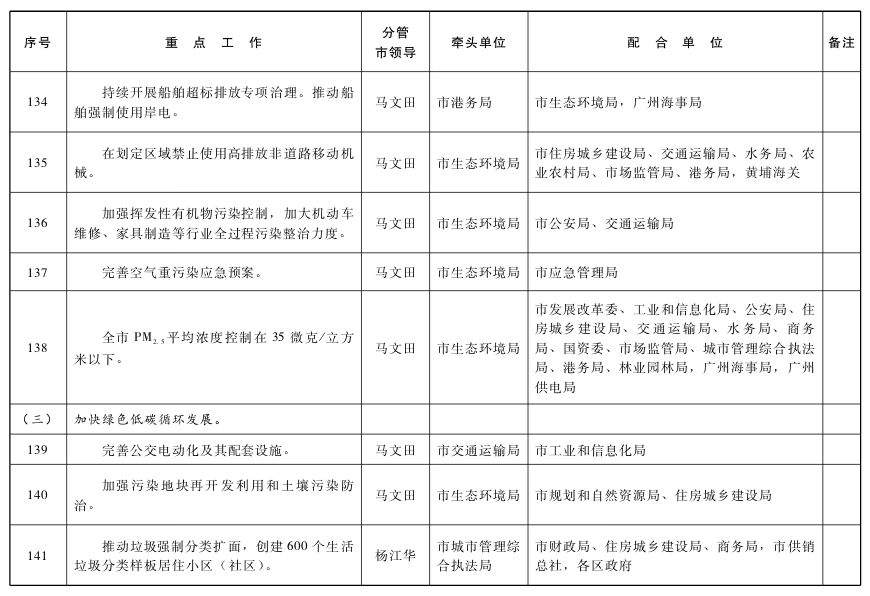 序号 重点工作 分管
市领导 牵头单位 配合单位 备注
134 持续开展船舶超标排放专项治理。推动船
舶强制使用岸电。 马文田 市港务局 市生态环境局，广州海事局
135 在划定区域禁止使用高排放非道路移动机
械。 马文田 市生态环境局 市住房城乡建设局、交通运输局、水务局、农
业农村局、市场监管局、港务局，黄埔海关
136 加强挥发性有机物污染控制，加大机动车
维修、家具制造等行业全过程污染整治力度。 马文田 市生态环境局 市公安局、交通运输局
137 完善空气重污染应急预案。 马文田 市生态环境局 市应急管理局
138 全市 PM2.5平均浓度控制在 35 微克/立方
米以下。 马文田 市生态环境局 市发展改革委、工业和信息化局、公安局、住
房城乡建设局、交通运输局、水务局、商务
局、国资委、市场监管局、城市管理综合执法
局、港务局、林业园林局，广州海事局，广州
供电局
（三） 加快绿色低碳循环发展。
139 完善公交电动化及其配套设施。 马文田 市交通运输局 市工业和信息化局
140 加强污染地块再开发利用和土壤污染防
治。 马文田 市生态环境局 市规划和自然资源局、住房城乡建设局
141 推动垃圾强制分类扩面，创建 600 个生活
垃圾分类样板居住小区（社区）。 杨江华 市城市管理综
合执法局 市财政局、住房城乡建设局、商务局，市供销
总社，各区政府